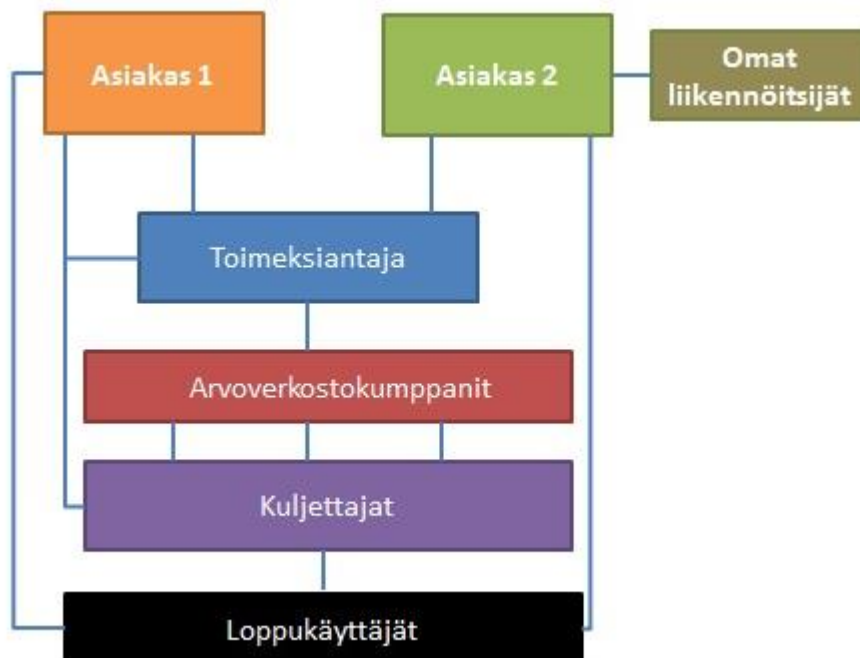 Asiakas 1
Asiakas 2
Omat
liikennöitsijät
Toimeksiantaja
Arvoverkostokumppanit
Kuljettajat
Loppukäyttäjät